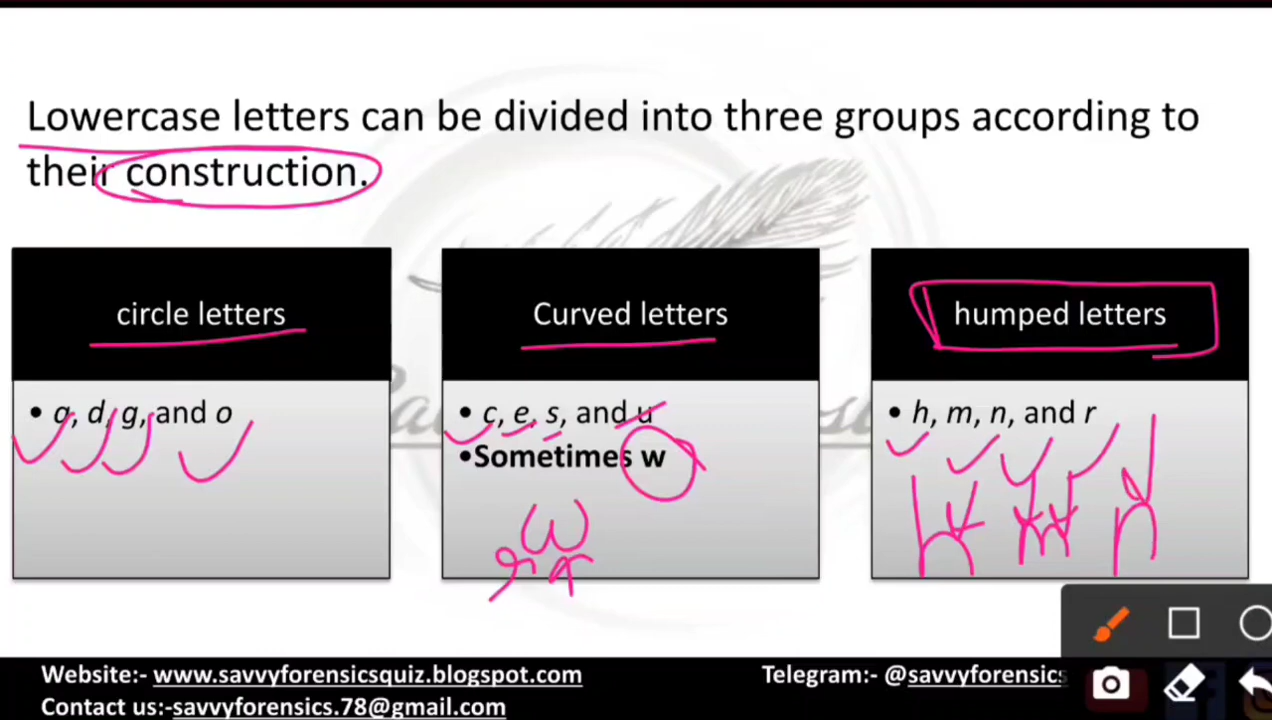 Lowercase letters can be divided into three groups according to
their construction.
circle letters
• a, d, g, and o
Curved letters
• c, e, s, and u
•Sometimes w
ω
humped letters
• h, m, n, and r
h m n
Website:- www.savvyforensicsquiz.blogspot.com
Telegram:- @savvyforensics
Contact us:-savvyforensics.78@gmail.com